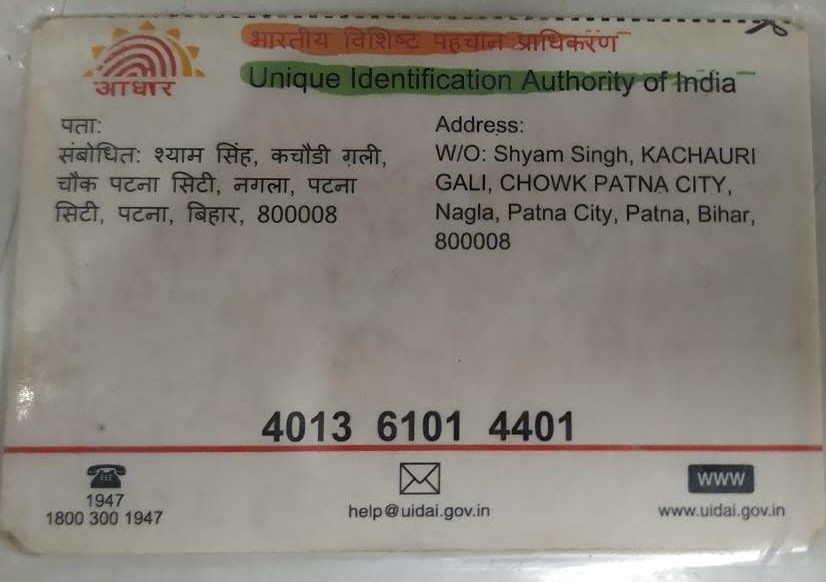 भारतीय विशिष्ट पहचान प्राधिकरण
Unique Identification Authority of India
आधार
पता:
संबोधित: श्याम सिंह, कचौडी ग़ली,
चौक पटना सिटी, नगला, पटना
सिटी, पटना, बिहार, 800008
Address:
W/O: Shyam Singh, KACHAURI
GALI, CHOWK PATNA CITY,
Nagla, Patna City, Patna, Bihar,
800008
4013 6101 4401
1947
1800 300 1947
help@uidai.gov.in
WWW
www.uidai.gov.in